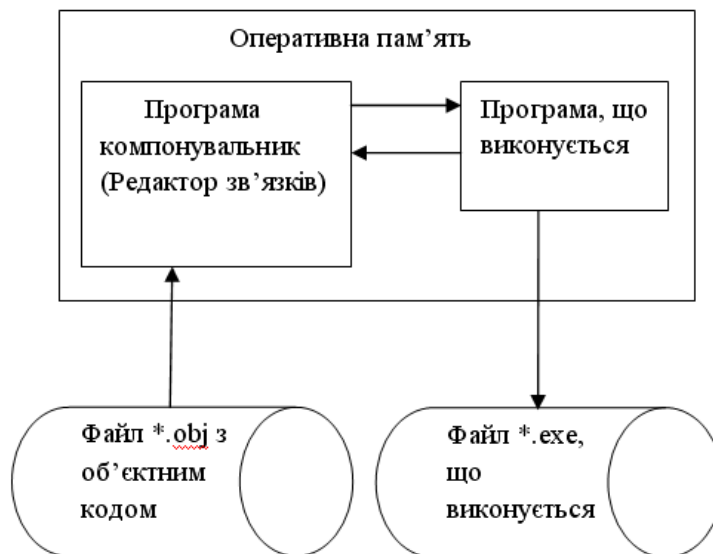 Оперативна пам’ять
Програма
компонувальник
(Редактор зв’язків)
Програма, що
виконується
Файл *.obj з
об’єктним
кодом
Файл *.exe,
що
виконується